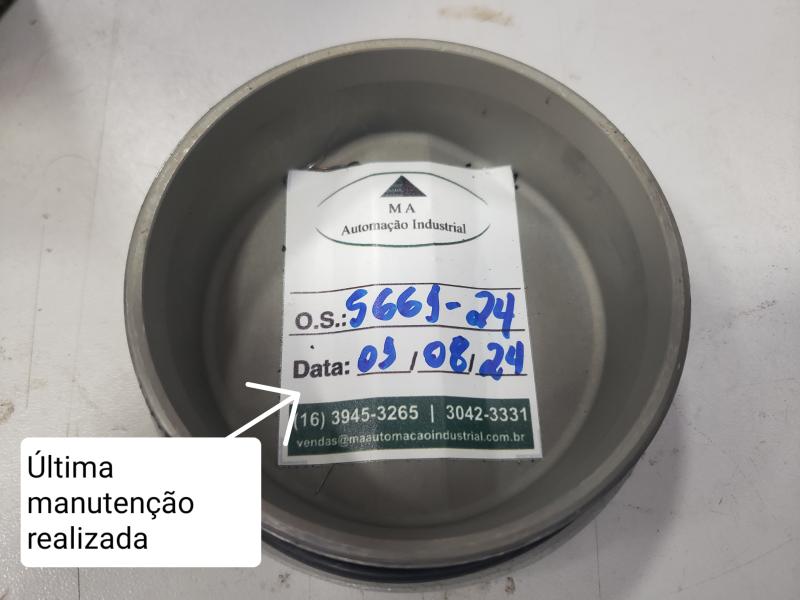 M A
Automação Industrial
O.S.: 5669-24
Data: 09/08/24
(16) 3945-3265 | 3042-3331
vendas@maautomacaoindustrial.com.br
Última
manutenção
realizada